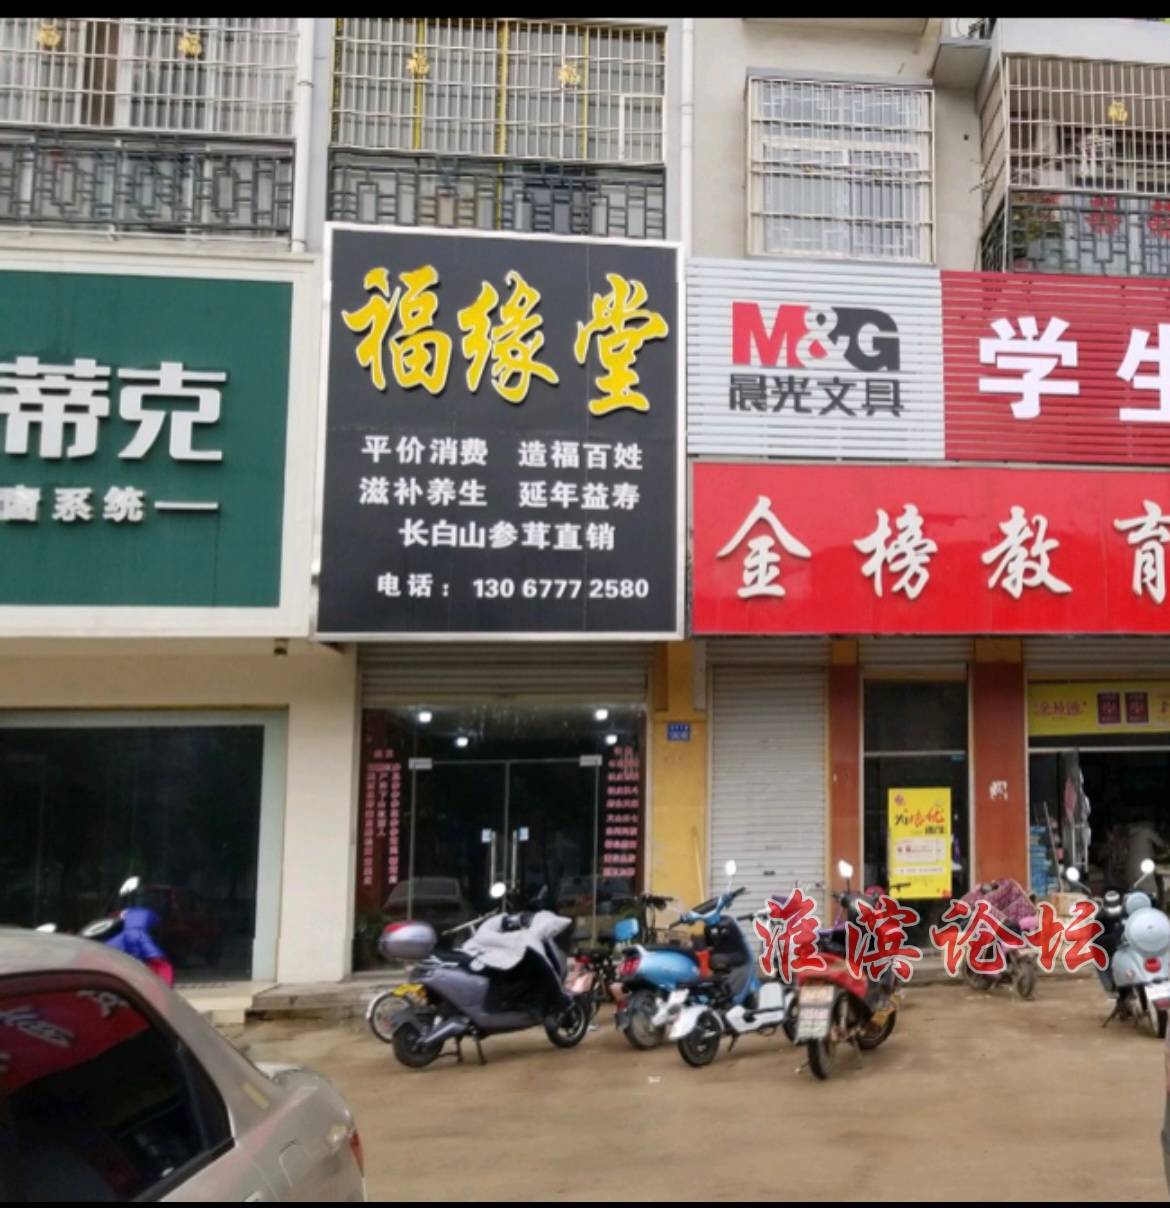 蒂克
窗系统一
福缘堂
平价消费 造福百姓
滋补养生 延年益寿
长白山参茸直销
电话：130 6777 2580
M&G
晨光文具
学生
金榜教育
淮滨论坛